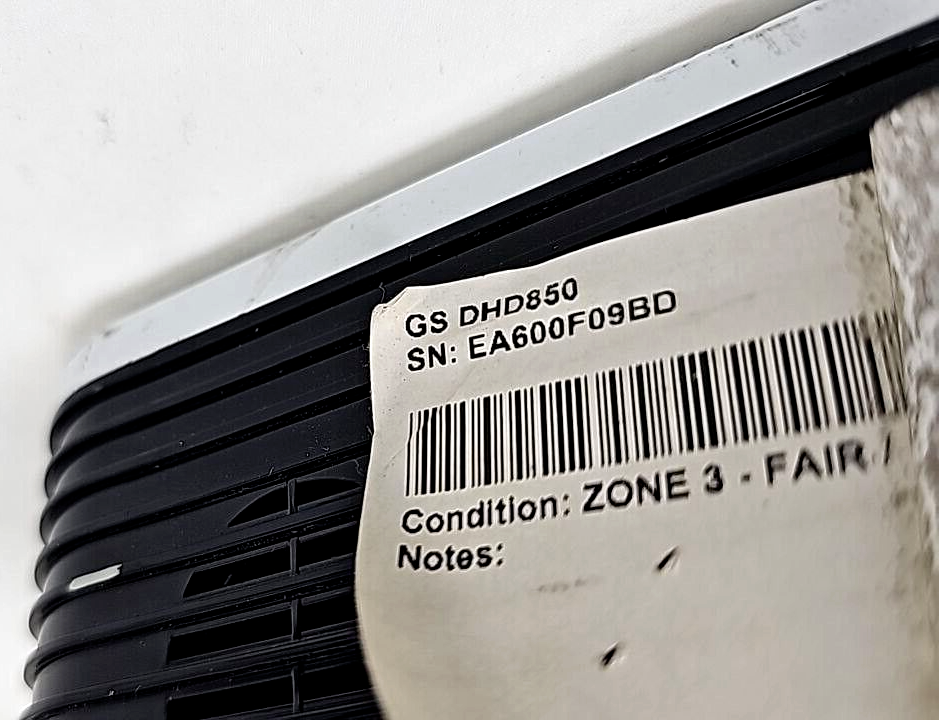 GS DHD850
SN: EA600F09BD
Condition: ZONE 3 - FAIR /
Notes: